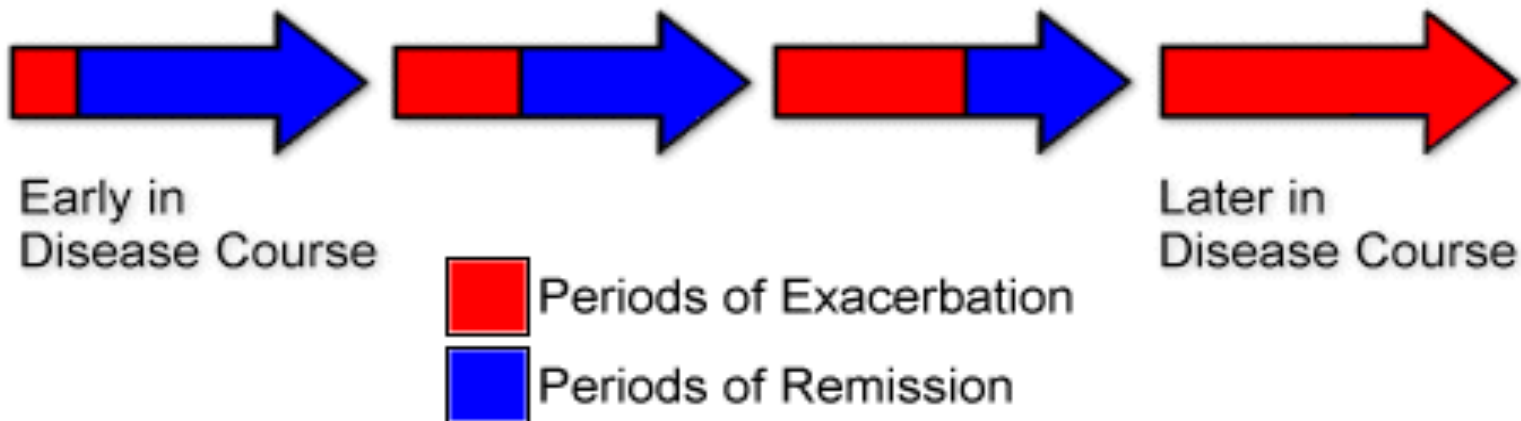 Early in
Disease Course
Later in
Disease Course
Periods of Exacerbation
Periods of Remission